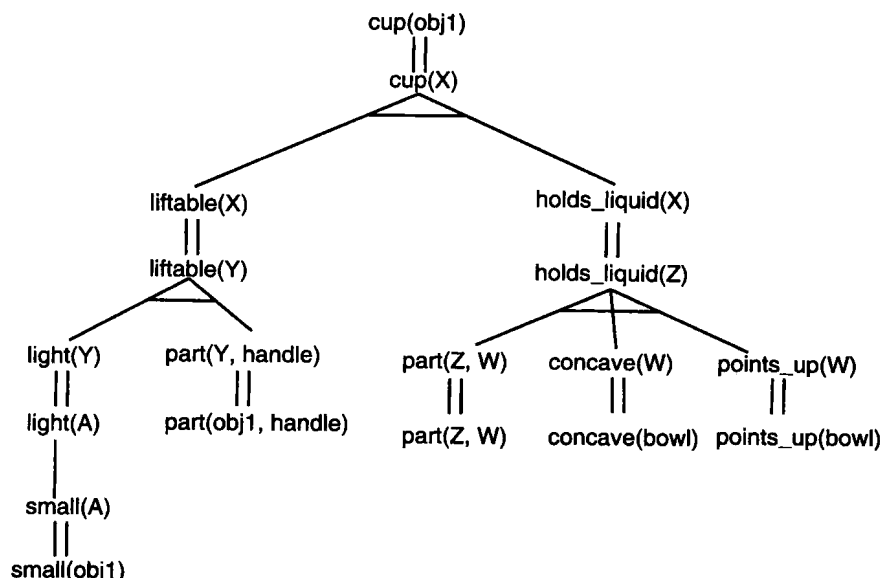 cup(obj1)
cup(X)
liftable(X) holds_liquid(X)
liftable(Y) holds_liquid(Z)
light(Y) part(Y, handle) part(Z, W) concave(W) points_up(W)
light(A) part(obj1, handle) part(Z, W) concave(bowl) points_up(bowl)
small(A)
small(obj1)